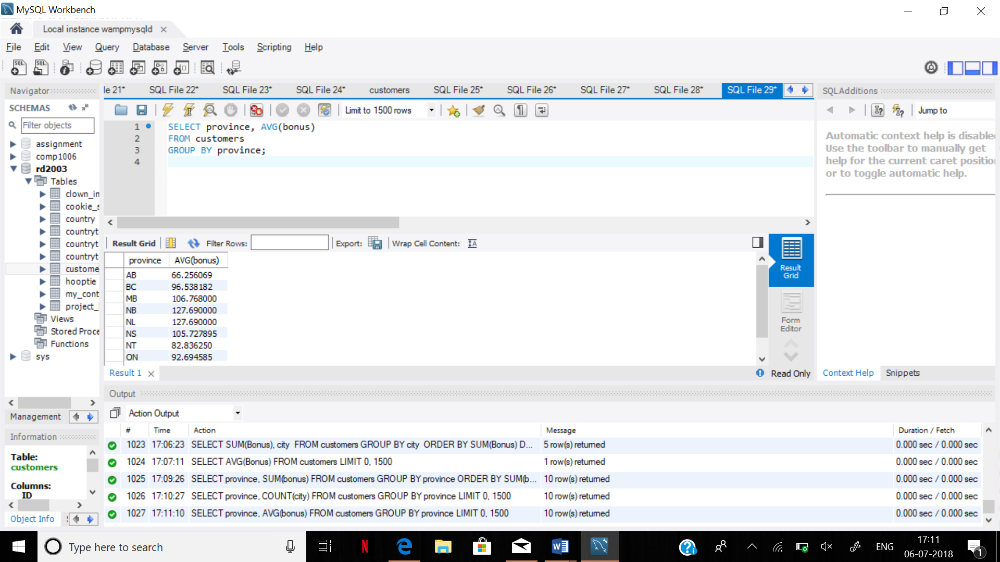 MySQL Workbench
Local instance wampmysqld
File Edit View Query Database Server Tools Scripting Help
Navigator
SCHEMAS
Filter objects
assignment
comp1006
rd2003
Tables
clown_in
cookie_s
country
countryt
countryt
countryt
custome
hooptie
my_cont
project_
Views
Stored Proce
Functions
sys
Management
Information
Table:
customers
Columns:
ID
Object Info
le 21* SQL File 22* SQL File 23* SQL File 24* customers SQL File 25* SQL File 26* SQL File 27* SQL File 28* SQL File 29*
Limit to 1500 rows
1 SELECT province, AVG(bonus)
2 FROM customers
3 GROUP BY province;
4
Result Grid Filter Rows: Export: Wrap Cell Content:
province AVG(bonus)
AB 66.256069
BC 96.538182
MB 106.768000
NB 127.690000
NL 127.690000
NS 105.727895
NT 82.836250
ON 92.694585
Result Grid
Form Editor
Result 1 Read Only
SQLAdditions
Jump to
Automatic context help is disable
Use the toolbar to manually get
help for the current caret positio
or to toggle automatic help.
Context Help Snippets
Output
Action Output
# Time Action Message Duration / Fetch
1023 17:06:23 SELECT SUM(Bonus), city FROM customers GROUP BY city ORDER BY SUM(Bonus) D... 5 row(s) returned 0.000 sec / 0.000 sec
1024 17:07:11 SELECT AVG(Bonus) FROM customers LIMIT 0, 1500 1 row(s) returned 0.000 sec / 0.000 sec
1025 17:09:26 SELECT province, SUM(bonus) FROM customers GROUP BY province ORDER BY SUM(b... 10 row(s) returned 0.000 sec / 0.000 sec
1026 17:10:27 SELECT province, COUNT(city) FROM customers GROUP BY province LIMIT 0, 1500 10 row(s) returned 0.000 sec / 0.000 sec
1027 17:11:10 SELECT province, AVG(bonus) FROM customers GROUP BY province LIMIT 0, 1500 10 row(s) returned 0.000 sec / 0.000 sec
Type here to search
ENG
17:11
06-07-2018
1